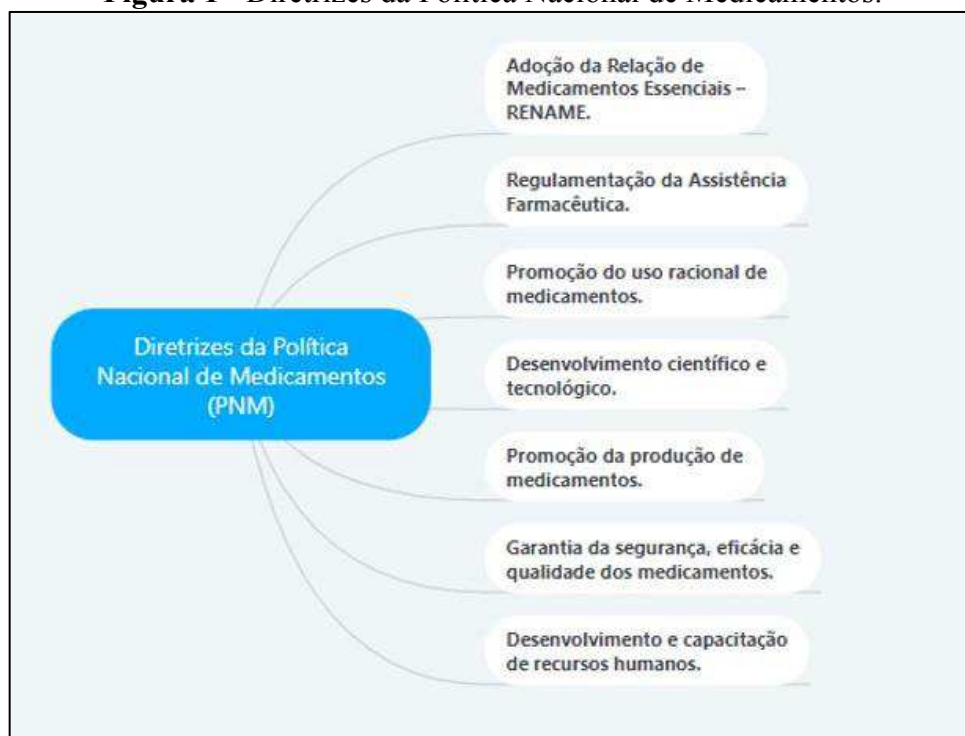 Figura 1 - Diretrizes da Política Nacional de Medicamentos.
Adoção da Relação de
Medicamentos Essenciais –
RENAME.
Regulamentação da Assistência
Farmacêutica.
Promoção do uso racional de
medicamentos.
Diretrizes da Política
Nacional de Medicamentos
(PNM)
Desenvolvimento científico e
tecnológico.
Promoção da produção de
medicamentos.
Garantia da segurança, eficácia e
qualidade dos medicamentos.
Desenvolvimento e capacitação
de recursos humanos.